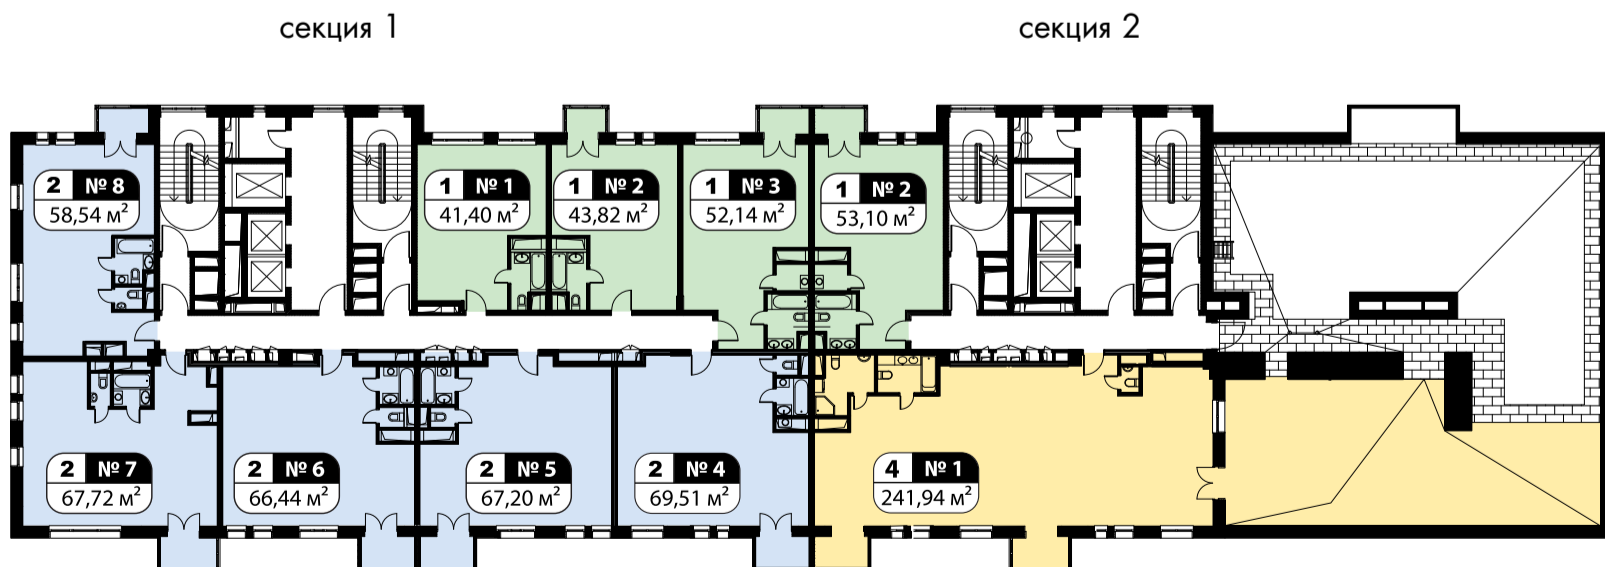 секция 1
секция 2
2 № 8
58,54 м²
1 № 1
41,40 м²
1 № 2
43,82 м²
1 № 3
52,14 м²
1 № 2
53,10 м²
2 № 7
67,72 м²
2 № 6
66,44 м²
2 № 5
67,20 м²
2 № 4
69,51 м²
4 № 1
241,94 м²